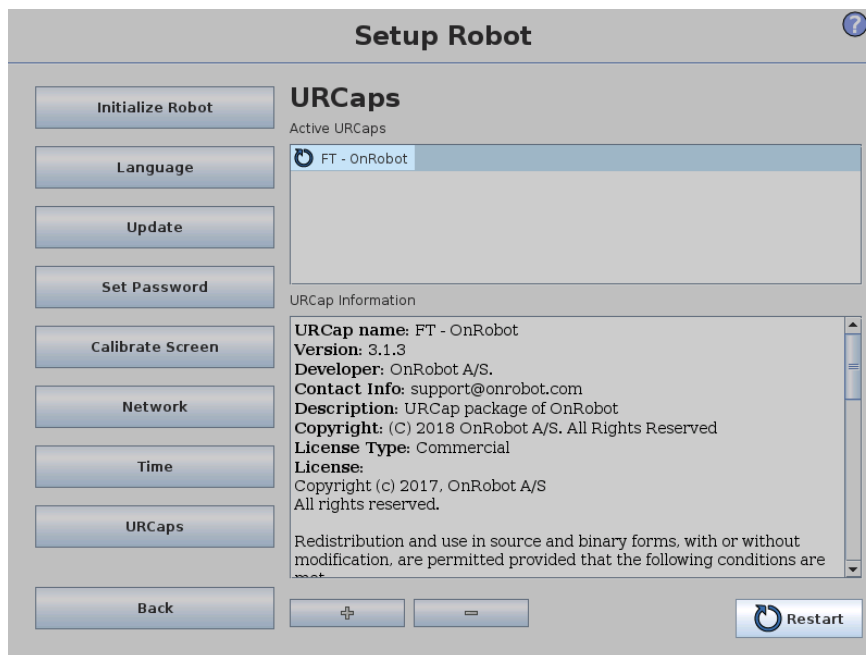 Setup Robot
?
Initialize Robot
Language
Update
Set Password
Calibrate Screen
Network
Time
URCaps
Back
URCaps
Active URCaps
FT - OnRobot
URCap Information
URCap name: FT - OnRobot
Version: 3.1.3
Developer: OnRobot A/S.
Contact Info: support@onrobot.com
Description: URCap package of OnRobot
Copyright: (C) 2018 OnRobot A/S. All Rights Reserved
License Type: Commercial
License:
Copyright (c) 2017, OnRobot A/S
All rights reserved.
Redistribution and use in source and binary forms, with or without
modification, are permitted provided that the following conditions are
met
Restart